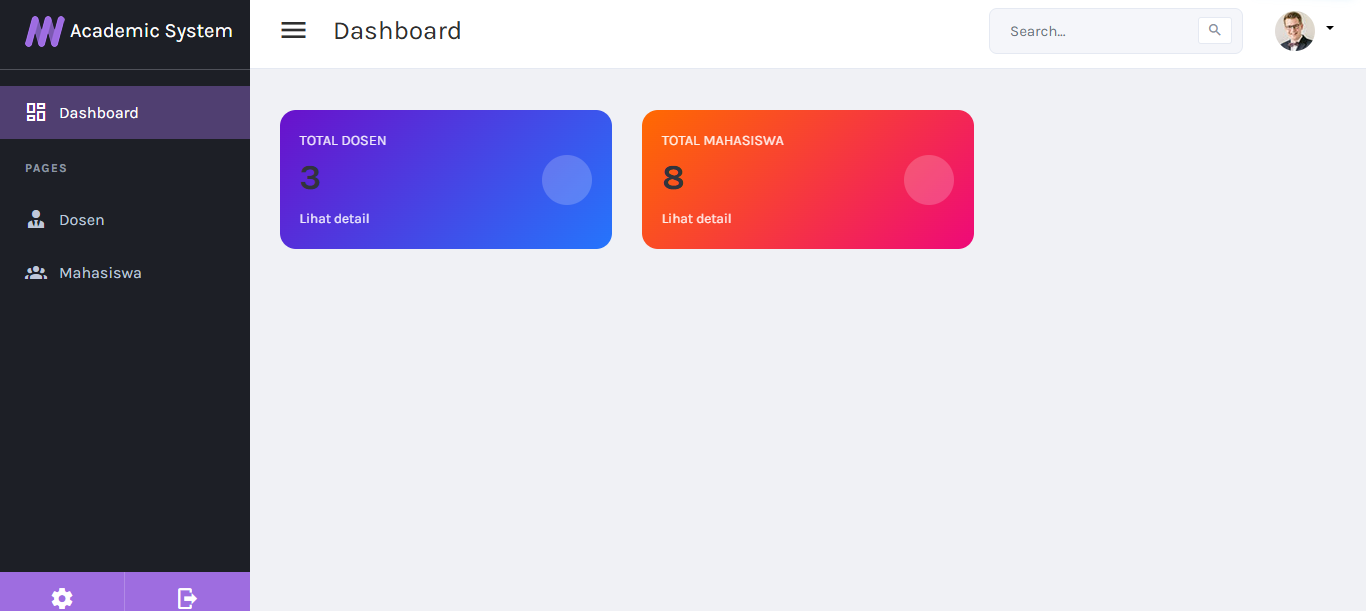 Academic System
Dashboard
Search...
Dashboard
PAGES
Dosen
Mahasiswa
TOTAL DOSEN
3
Lihat detail
TOTAL MAHASISWA
8
Lihat detail